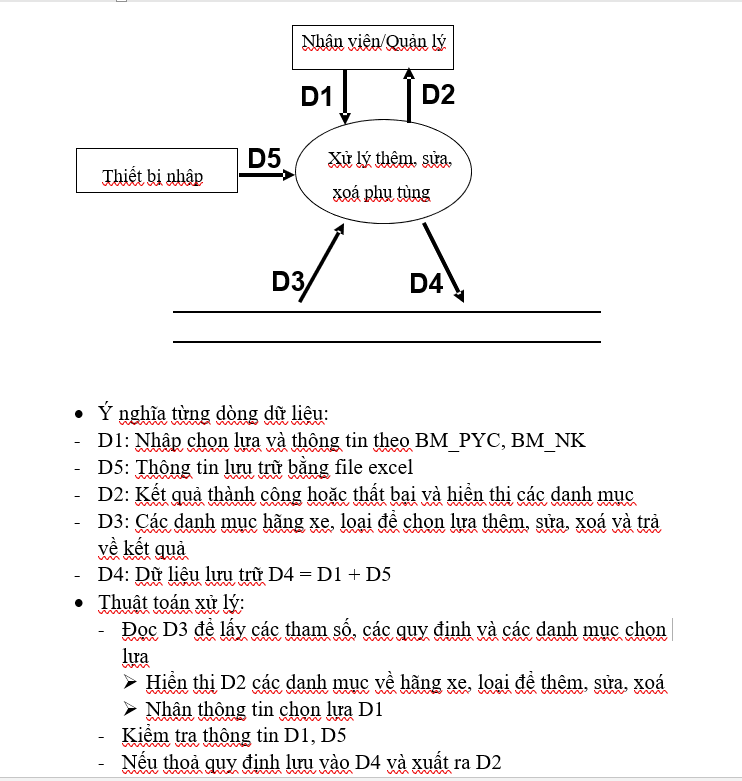 Nhân viên/Quản lý
D1
D2
D5
Xử lý thêm, sửa,
Thiết bị nhập
xoá phụ tùng
D3
D4
• Ý nghĩa từng dòng dữ liệu:
- D1: Nhập chọn lựa và thông tin theo BM_PYC, BM_NK
- D5: Thông tin lưu trữ bằng file excel
- D2: Kết quả thành công hoặc thất bại và hiển thị các danh mục
- D3: Các danh mục hãng xe, loại để chọn lựa thêm, sửa, xoá và trả
về kết quả
- D4: Dữ liệu lưu trữ D4 = D1 + D5
• Thuật toán xử lý:
- Đọc D3 để lấy các tham số, các quy định và các danh mục chọn
lựa
➢ Hiển thị D2 các danh mục về hãng xe, loại để thêm, sửa, xoá
➢ Nhận thông tin chọn lựa D1
- Kiểm tra thông tin D1, D5
- Nếu thoả quy định lưu vào D4 và xuất ra D2